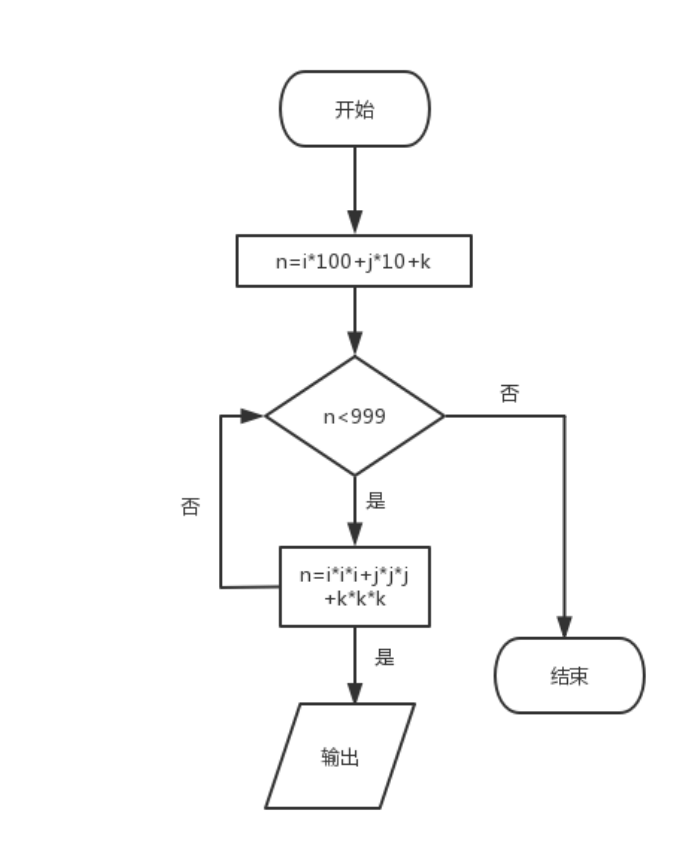 开始
n=i*100+j*10+k
n<999
否
否
是
n=i*i*i+j*j*j
+k*k*k
是
结束
输出